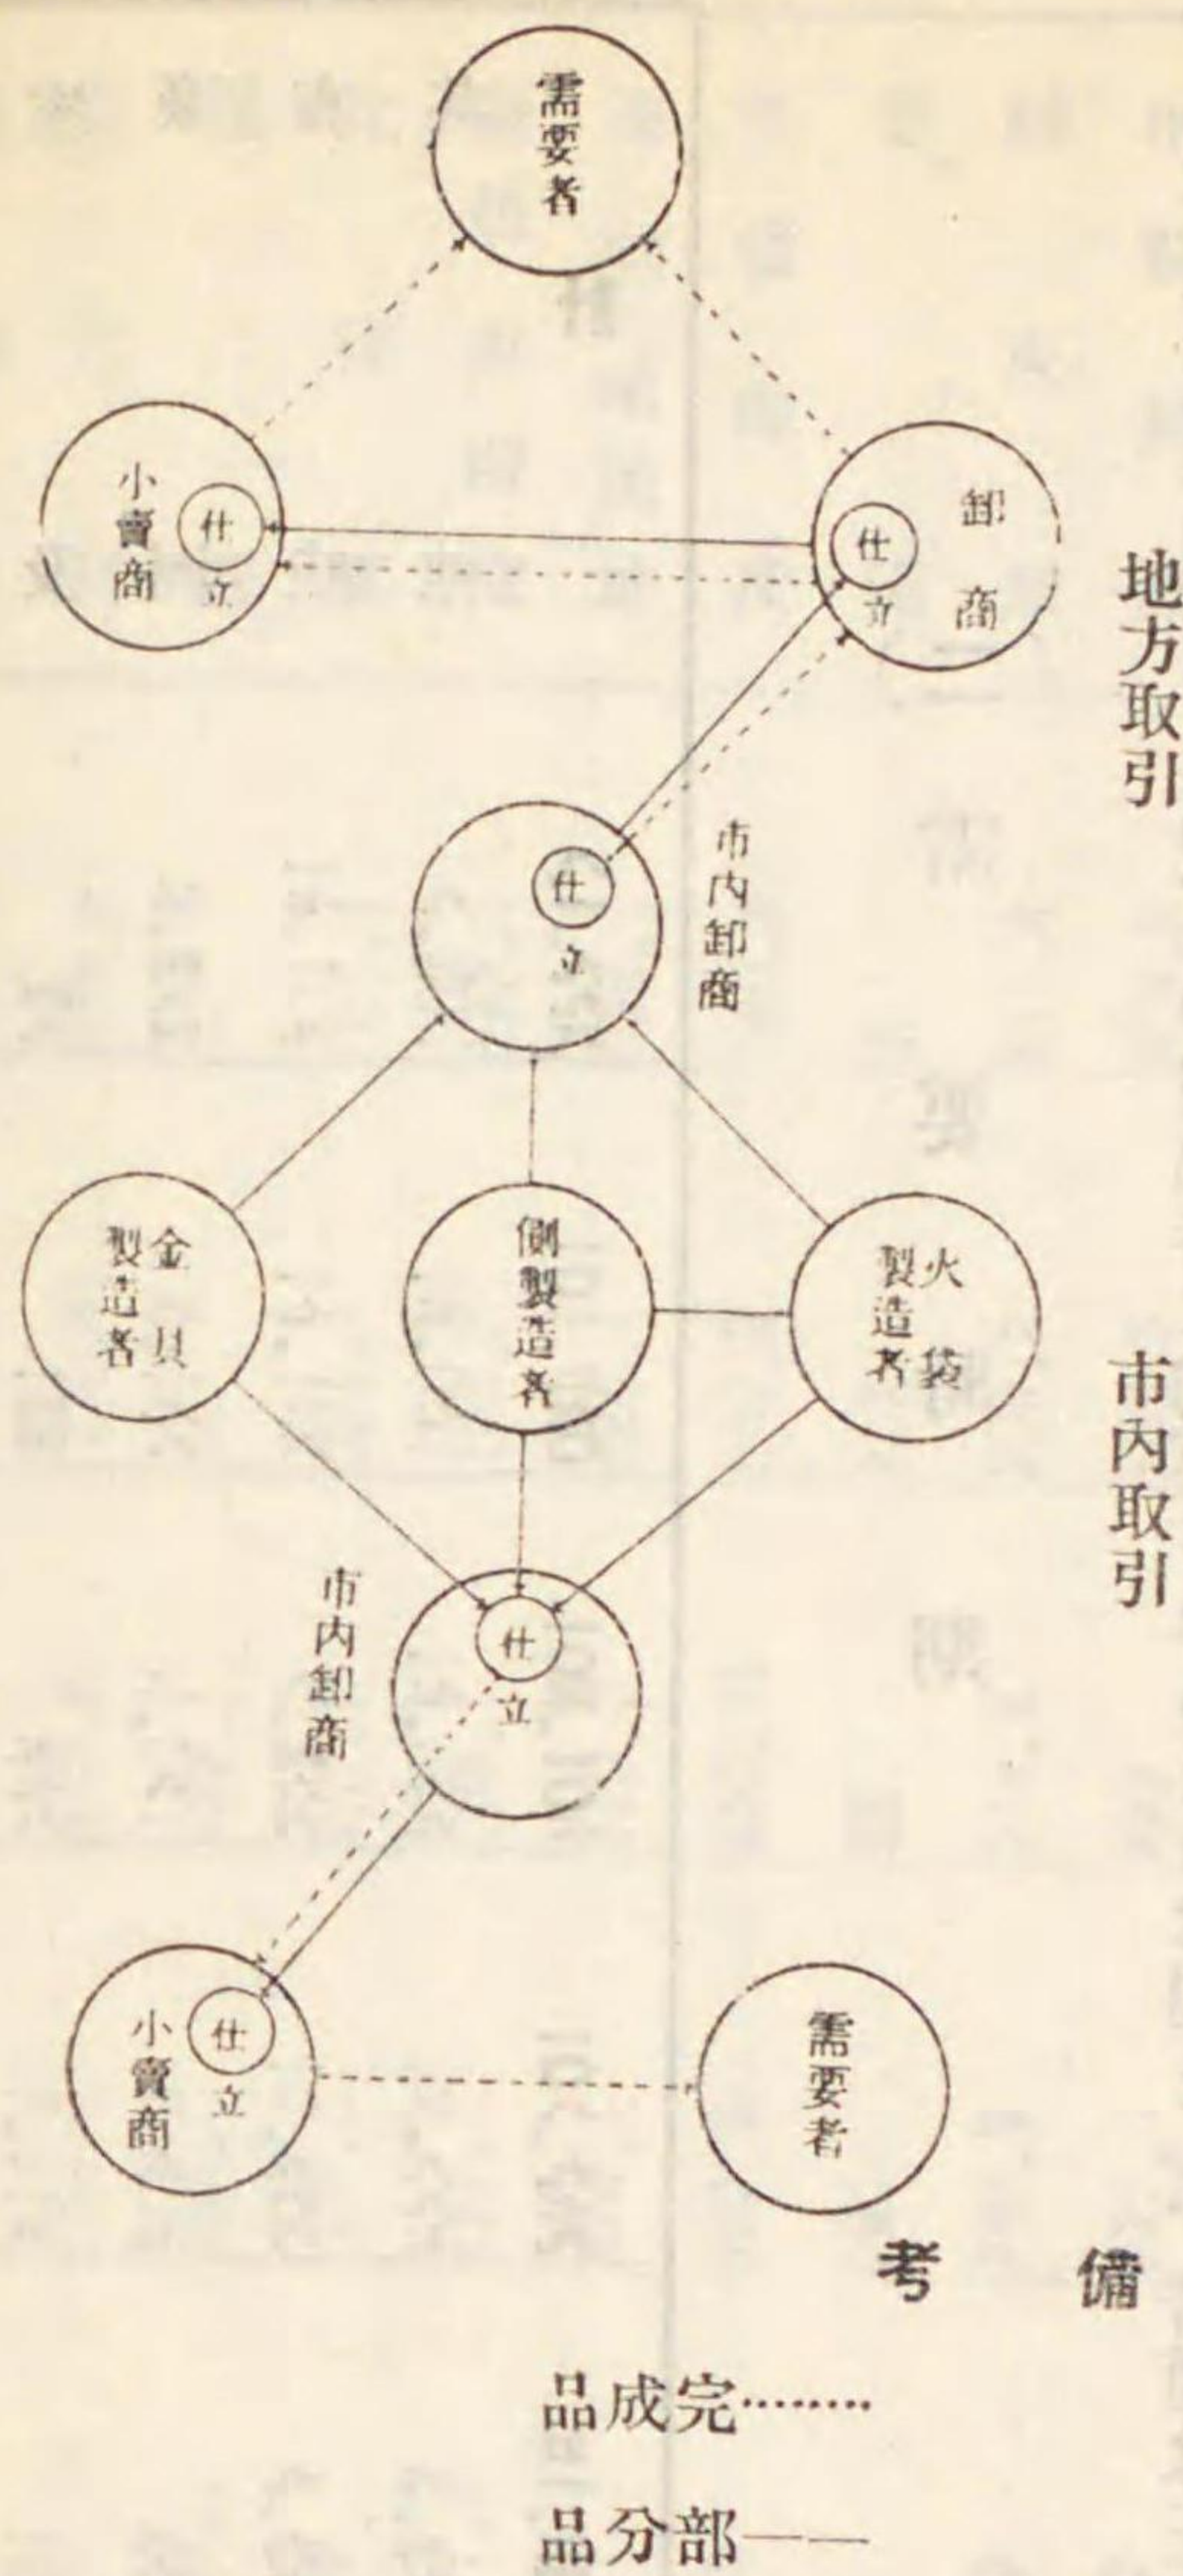 地方取引
市内取引
需要者
卸商
仕立
小賣商
仕立
市内卸商
仕立
火袋
製造者
側製造者
金具
製造者
市内卸商
仕立
小賣商
仕立
需要者
備考
………完成品
——部分品